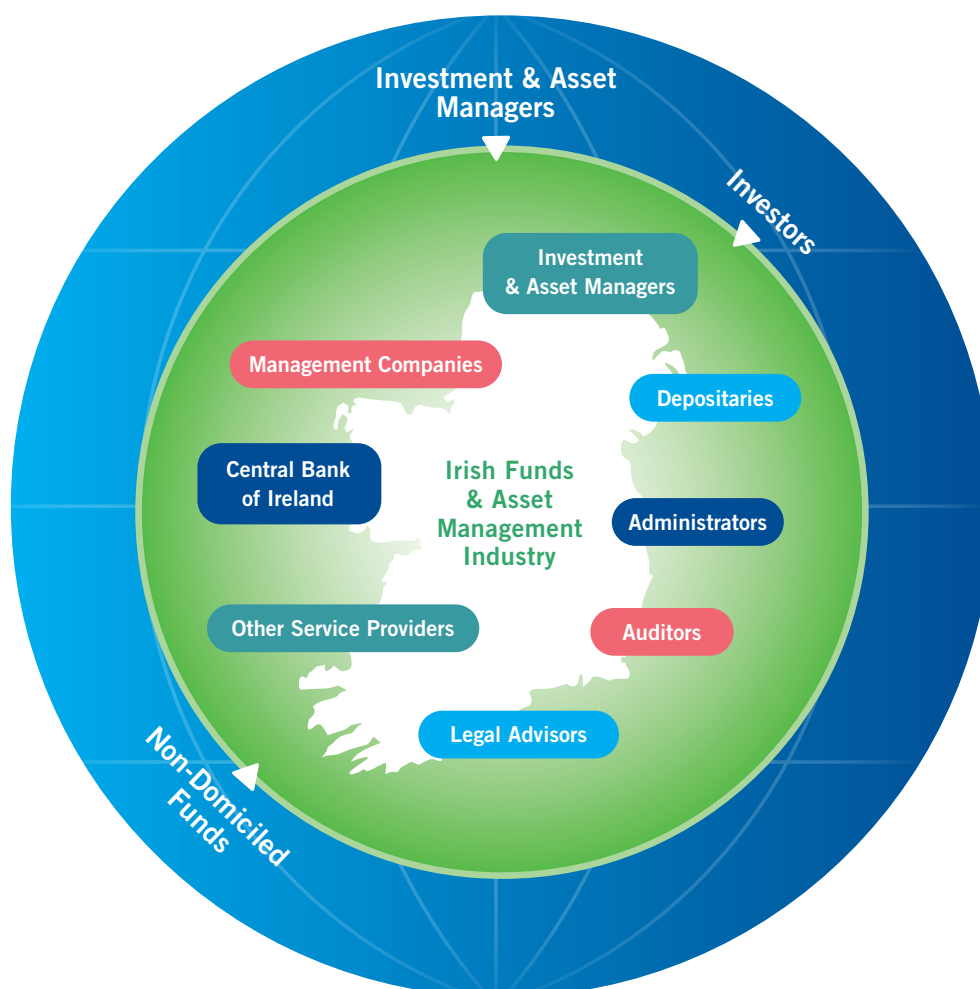 Investment & Asset
Managers
Investors
Investment
& Asset Managers
Management Companies
Depositaries
Central Bank
of Ireland
Irish Funds
& Asset
Management
Industry
Administrators
Other Service Providers
Auditors
Legal Advisors
Non-Domiciled
Funds